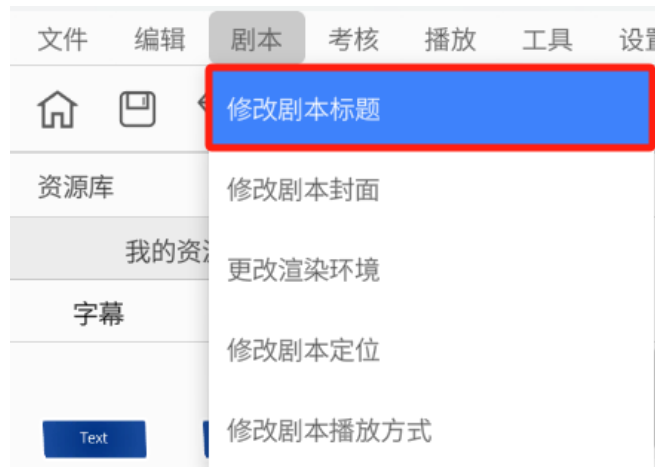 文件 编辑 剧本 考核 播放 工具 设
修改剧本标题
资源库
修改剧本封面
我的资
更改渲染环境
字幕
修改剧本定位
Text
修改剧本播放方式